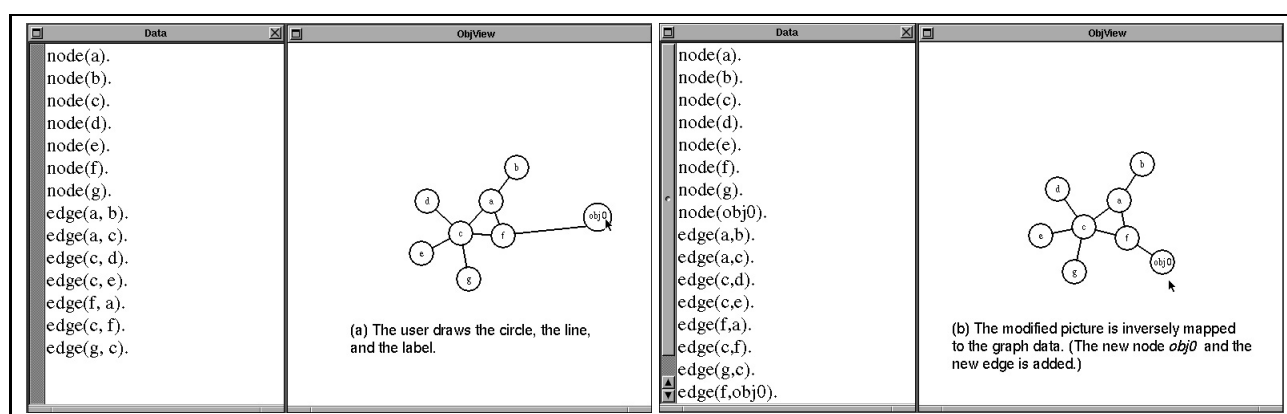 Data
node(a).
node(b).
node(c).
node(d).
node(e).
node(f).
node(g).
edge(a, b).
edge(a, c).
edge(c, d).
edge(c, e).
edge(f, a).
edge(c, f).
edge(g, c).
ObjView
b
d
a
obj0
c
f
e
g
(a) The user draws the circle, the line,
and the label.
Data
node(a).
node(b).
node(c).
node(d).
node(e).
node(f).
node(g).
node(obj0).
edge(a,b).
edge(a,c).
edge(c,d).
edge(c,e).
edge(f,a).
edge(c,f).
edge(g,c).
edge(f,obj0).
ObjView
b
d
a
c
e
f
obj0
g
(b) The modified picture is inversely mapped
to the graph data. (The new node obj0 and the
new edge is added.)